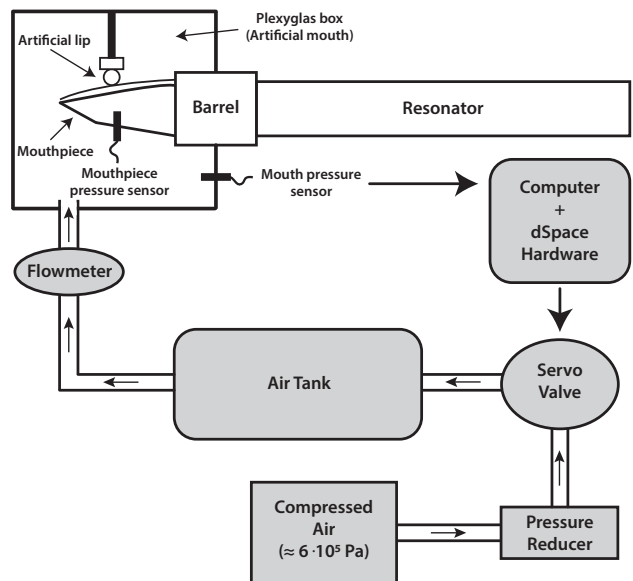 Plexyglas box
(Artificial mouth)
Artificial lip
Barrel
Resonator
Mouthpiece
Mouthpiece
pressure sensor
Mouth pressure
sensor
Computer
+
dSpace
Hardware
Flowmeter
Air Tank
Servo
Valve
Compressed
Air
(≈ 6 ·10⁵ Pa)
Pressure
Reducer